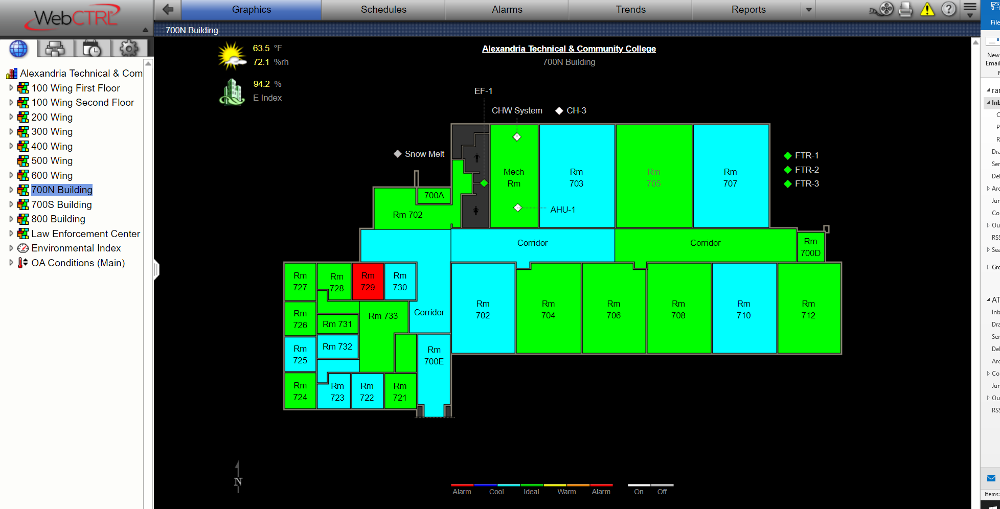 WebCTRL
Graphics
Schedules
Alarms
Trends
Reports
: 700N Building
Alexandria Technical & Com
100 Wing First Floor
100 Wing Second Floor
200 Wing
300 Wing
400 Wing
500 Wing
600 Wing
700N Building
700S Building
800 Building
Law Enforcement Center
Environmental Index
OA Conditions (Main)
63.5 °F
72.1 %rh
94.2 %
E Index
Alexandria Technical & Community College
700N Building
EF-1
CHW System
CH-3
Snow Melt
Mech
Rm
Rm
703
Rm
705
Rm
707
FTR-1
FTR-2
FTR-3
700A
Rm 702
AHU-1
Corridor
Corridor
Rm
700D
Rm
727
Rm
728
Rm
729
Rm
730
Rm
726
Rm 733
Corridor
Rm 731
Rm
725
Rm 732
Rm
700E
Rm
724
Rm
723
Rm
722
Rm
721
Rm
702
Rm
704
Rm
706
Rm
708
Rm
710
Rm
712
N
Alarm
Cool
Ideal
Warm
Alarm
On
Off
File
New
Email
Inb
Dra
Ser
Del
Arc
Jun
Co
Ou
RSS
Sea
Gro
AT
Inb
Dra
Ser
Del
Arc
Co
Jun
Ou
RSS
Items: